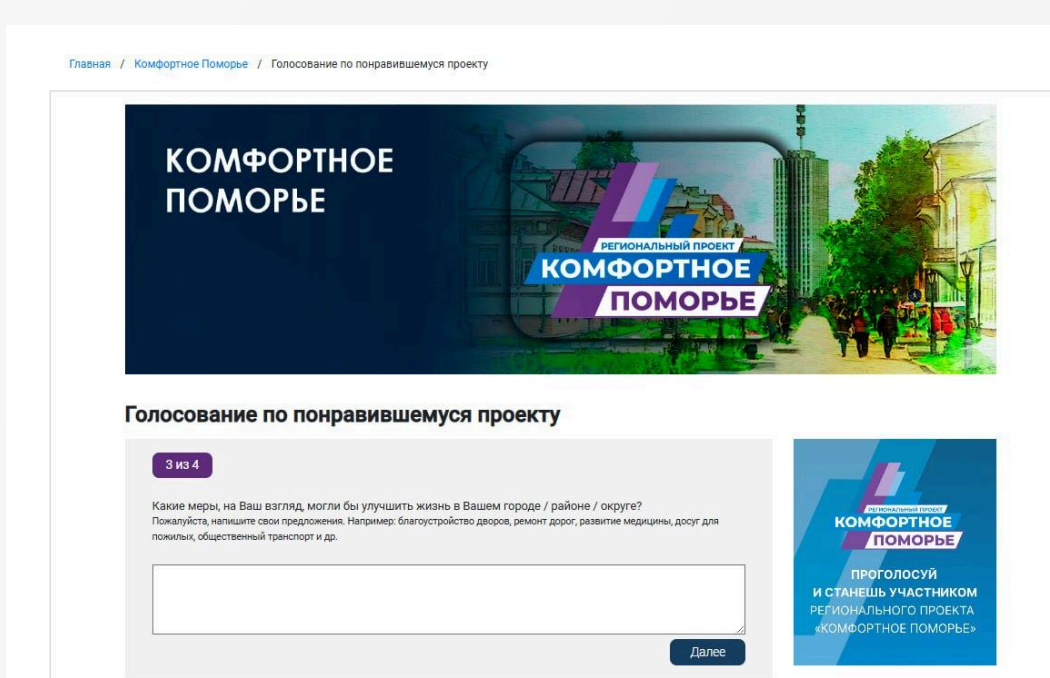 Главная / Комфортное Поморье / Голосование по понравившемуся проекту
КОМФОРТНОЕ
ПОМОРЬЕ
РЕГИОНАЛЬНЫЙ ПРОЕКТ
КОМФОРТНОЕ
ПОМОРЬЕ
Голосование по понравившемуся проекту
3 из 4
Какие меры, на Ваш взгляд, могли бы улучшить жизнь в Вашем городе / районе / округе?
Пожалуйста, напишите свои предложения. Например: благоустройство дворов, ремонт дорог, развитие медицины, досуг для
пожилых, общественный транспорт и др.
Далее
РЕГИОНАЛЬНЫЙ ПРОЕКТ
КОМФОРТНОЕ
ПОМОРЬЕ
ПРОГОЛОСУЙ
И СТАНЕШЬ УЧАСТНИКОМ
РЕГИОНАЛЬНОГО ПРОЕКТА
«КОМФОРТНОЕ ПОМОРЬЕ»